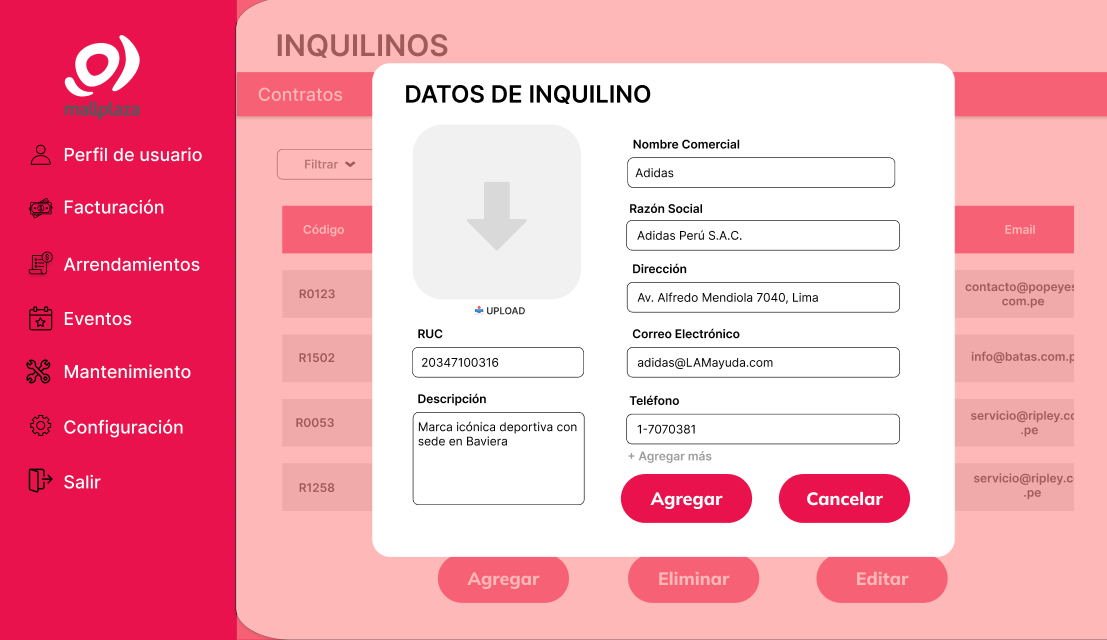 mallplaza
Perfil de usuario
Facturación
Arrendamientos
Eventos
Mantenimiento
Configuración
Salir
INQUILINOS
Contratos
Filtrar
Código
Email
R0123
contacto@popeyes
com.pe
R1502
info@batas.com.p
R0053
servicio@ripley.co
.pe
R1258
servicio@ripley.c
.pe
DATOS DE INQUILINO
UPLOAD
RUC
20347100316
Descripción
Marca icónica deportiva con
sede en Baviera
Nombre Comercial
Adidas
Razón Social
Adidas Perú S.A.C.
Dirección
Av. Alfredo Mendiola 7040, Lima
Correo Electrónico
adidas@LAMayuda.com
Teléfono
1-7070381
+ Agregar más
Agregar
Cancelar
Agregar
Eliminar
Editar